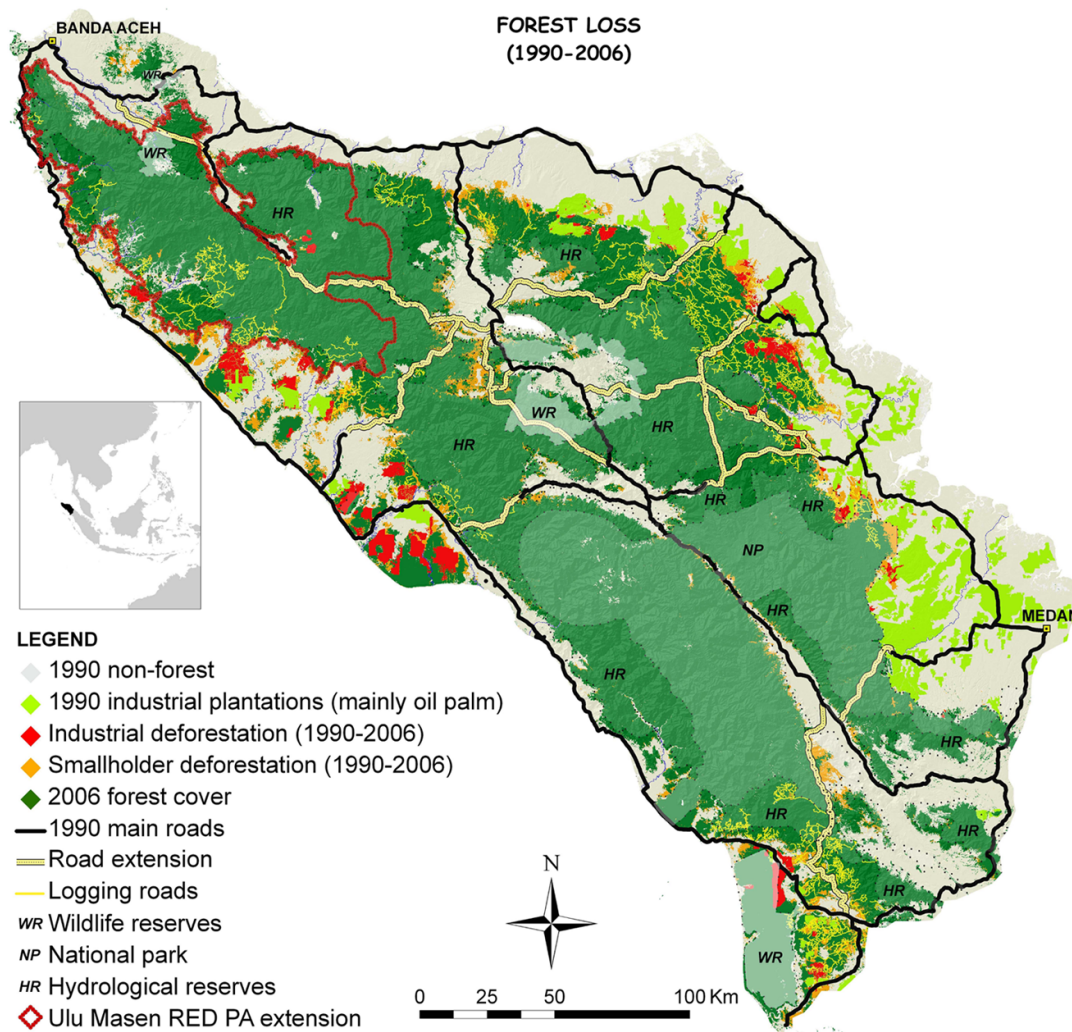 FOREST LOSS
(1990-2006)
BANDA ACEH
WR
WR
HR
HR
WR
HR
HR
HR
HR
NP
HR
MEDAN
HR
HR
HR
HR
HR
WR
LEGEND
1990 non-forest
1990 industrial plantations (mainly oil palm)
Industrial deforestation (1990-2006)
Smallholder deforestation (1990-2006)
2006 forest cover
1990 main roads
Road extension
Logging roads
WR Wildlife reserves
NP National park
HR Hydrological reserves
Ulu Masen RED PA extension
N
0 25 50 100 Km